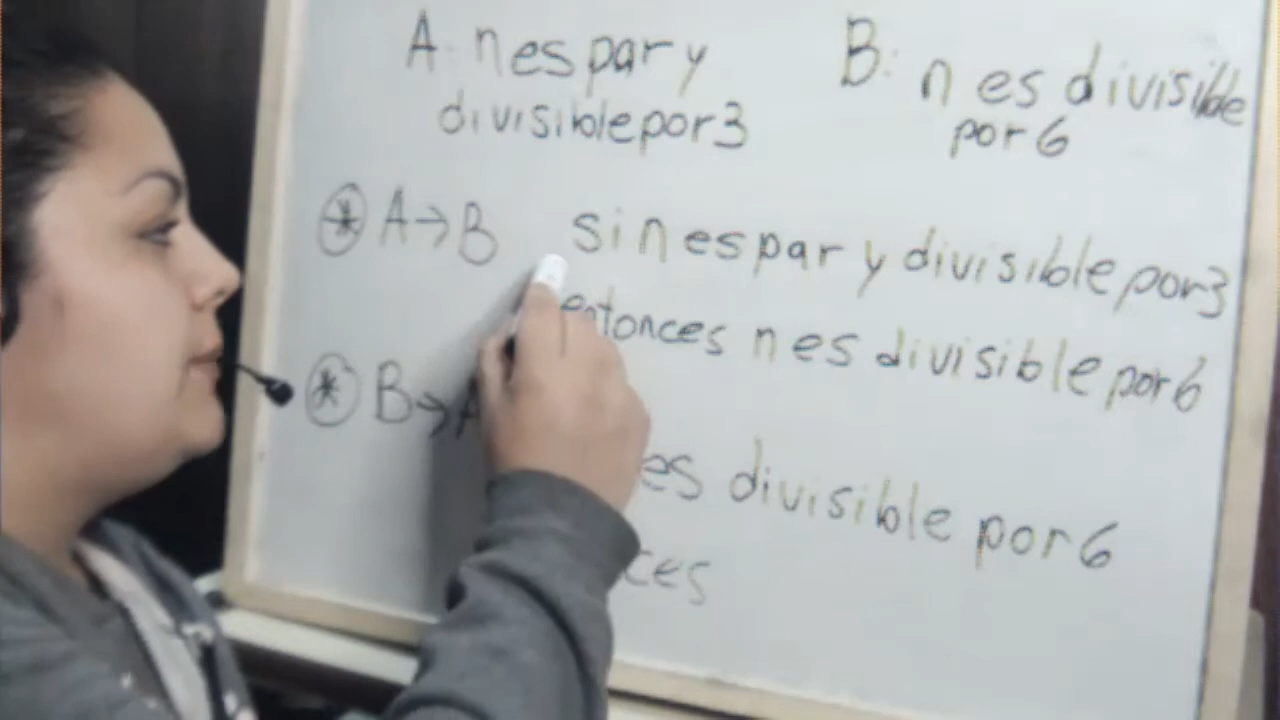 A: n es par y
divisible por 3
B: n es divisible
por 6
* A→B si n es par y divisible por 3
entonces n es divisible por 6
* B→A
es divisible por 6